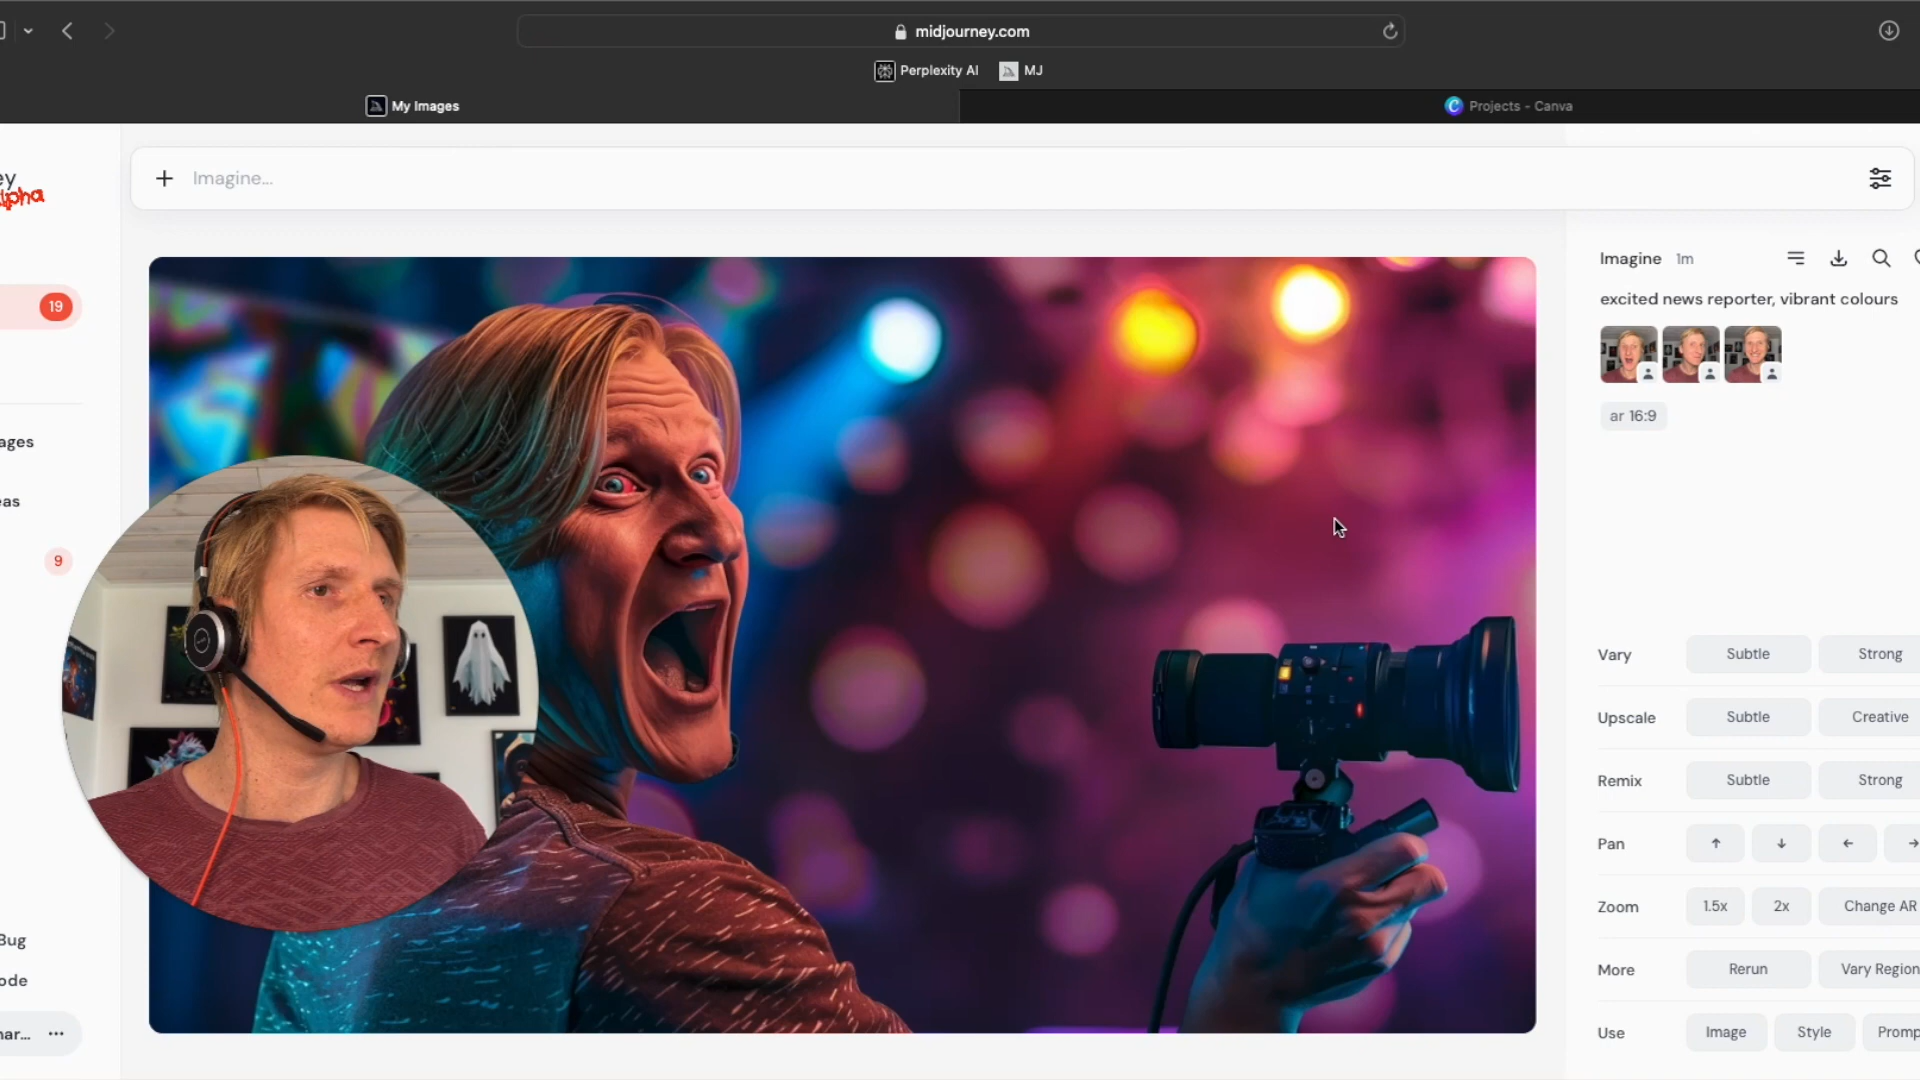 midjourney.com
Perplexity AI
MJ
My Images
Projects - Canva
ey
alpha
Imagine...
19
ages
eas
9
Bug
ode
nar...
Imagine 1m
excited news reporter, vibrant colours
ar 16:9
Vary Subtle Strong
Upscale Subtle Creative
Remix Subtle Strong
Pan
Zoom 1.5x 2x Change AR
More Rerun Vary Region
Use Image Style Promp